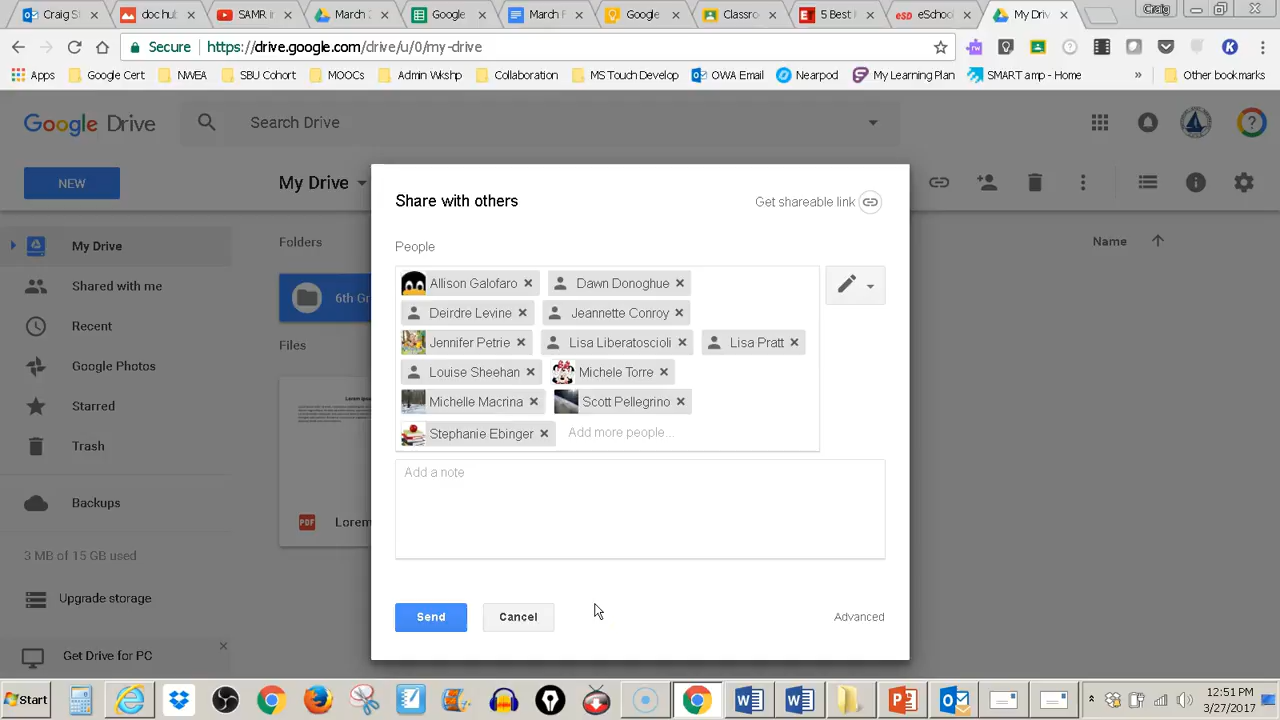 Craig St
doc hub
SAMR i
March
Google
March F
Google
Classro
5 Best F
eSchool
My Driv
Craig
Secure
https://drive.google.com/drive/u/0/my-drive
Apps
Google Cert
NWEA
SBU Cohort
MOOCs
Admin Wkshp
Collaboration
MS Touch Develop
OWA Email
Nearpod
My Learning Plan
SMART amp - Home
»
Other bookmarks
Google Drive
Search Drive
NEW
My Drive
Share with others
Get shareable link
Folders
Name
My Drive
People
Allison Galofaro
Dawn Donoghue
Shared with me
6th Gr
Deirdre Levine
Jeannette Conroy
Recent
Files
Jennifer Petrie
Lisa Liberatoscioli
Lisa Pratt
Google Photos
Louise Sheehan
Michele Torre
Starred
Michelle Macrina
Scott Pellegrino
Trash
Stephanie Ebinger
Add more people...
Add a note
Backups
PDF
Lorem
3 MB of 15 GB used
Upgrade storage
Send
Cancel
Advanced
Get Drive for PC
Start
12:51 PM
3/27/2017